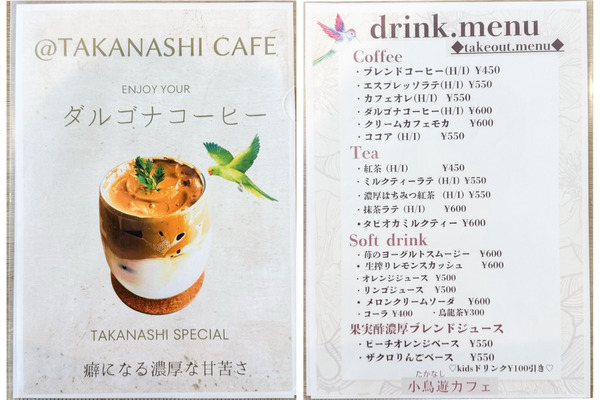 @TAKANASHI CAFE
ENJOY YOUR
ダルゴナコーヒー
TAKANASHI SPECIAL
癖になる濃厚な甘苦さ
drink.menu
◆takeout.menu◆
Coffee
・ブレンドコーヒー(H/I) ¥450
・エスプレッソラテ(H/I) ¥550
・カフェオレ(H/I) ¥550
・ダルゴナコーヒー(H/I) ¥600
・クリームカフェモカ ¥600
・ココア (H/I) ¥550
Tea
・紅茶 (H/I) ¥450
・ミルクティーラテ (H/I) ¥550
・濃厚はちみつ紅茶 (H/I) ¥550
・抹茶ラテ (H/I) ¥600
・タピオカミルクティー ¥600
Soft drink
・苺のヨーグルトスムージー ¥600
・生搾りレモンスカッシュ ¥600
・オレンジジュース ¥500
・リンゴジュース ¥500
・メロンクリームソーダ ¥600
・コーラ ¥400 ・烏龍茶¥300
果実酢濃厚ブレンドジュース
・ピーチオレンジベース ¥550
・ザクロりんごベース ¥550
♡kidsドリンク¥100引き♡
たかなし
小鳥遊カフェ